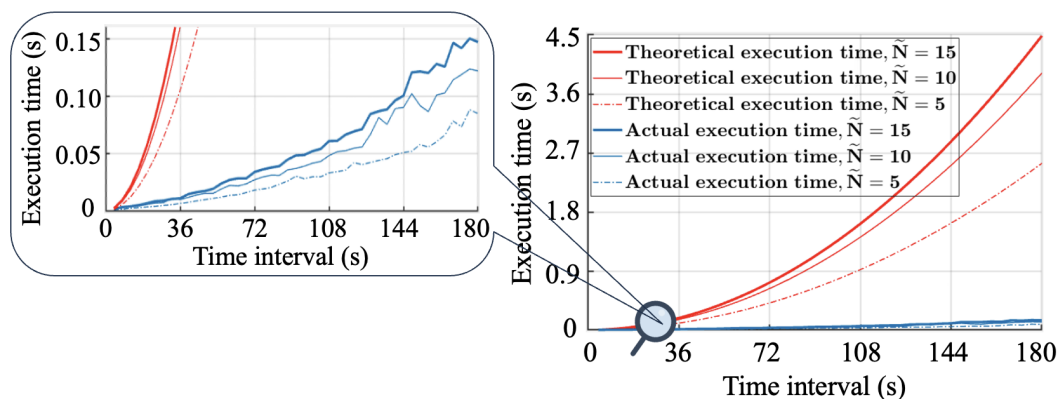 Execution time (s)
0.15
0.10
0.05
0
0 36 72 108 144 180
Time interval (s)
Execution time (s)
4.5
3.6
2.7
1.8
0.9
0
Theoretical execution time, Ñ = 15
Theoretical execution time, Ñ = 10
Theoretical execution time, Ñ = 5
Actual execution time, Ñ = 15
Actual execution time, Ñ = 10
Actual execution time, Ñ = 5
0 36 72 108 144 180
Time interval (s)